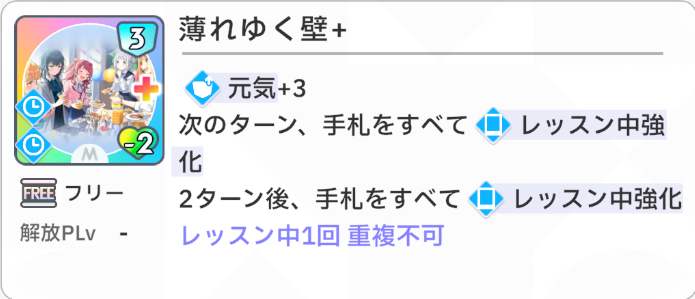 薄れゆく壁+
3
元気+3
次のターン、手札をすべて レッスン中強
化
2ターン後、手札をすべて レッスン中強化
レッスン中1回 重複不可
-2
M
FREE フリー
解放PLv -